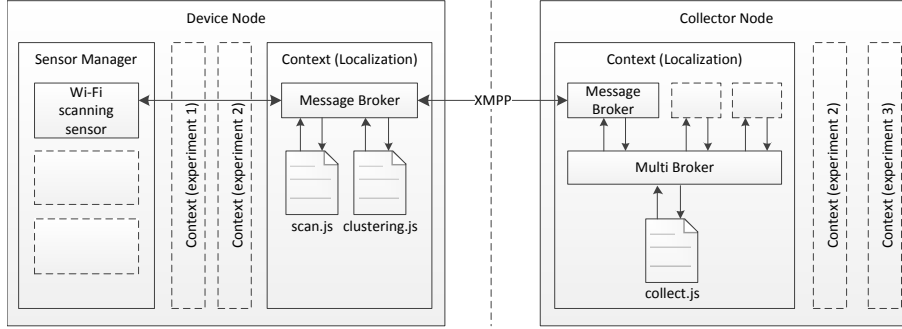 Device Node
Sensor Manager
Wi-Fi
scanning
sensor
Context (experiment 1)
Context (experiment 2)
Context (Localization)
Message Broker
scan.js
clustering.js
XMPP
Collector Node
Context (Localization)
Message
Broker
Multi Broker
collect.js
Context (experiment 2)
Context (experiment 3)